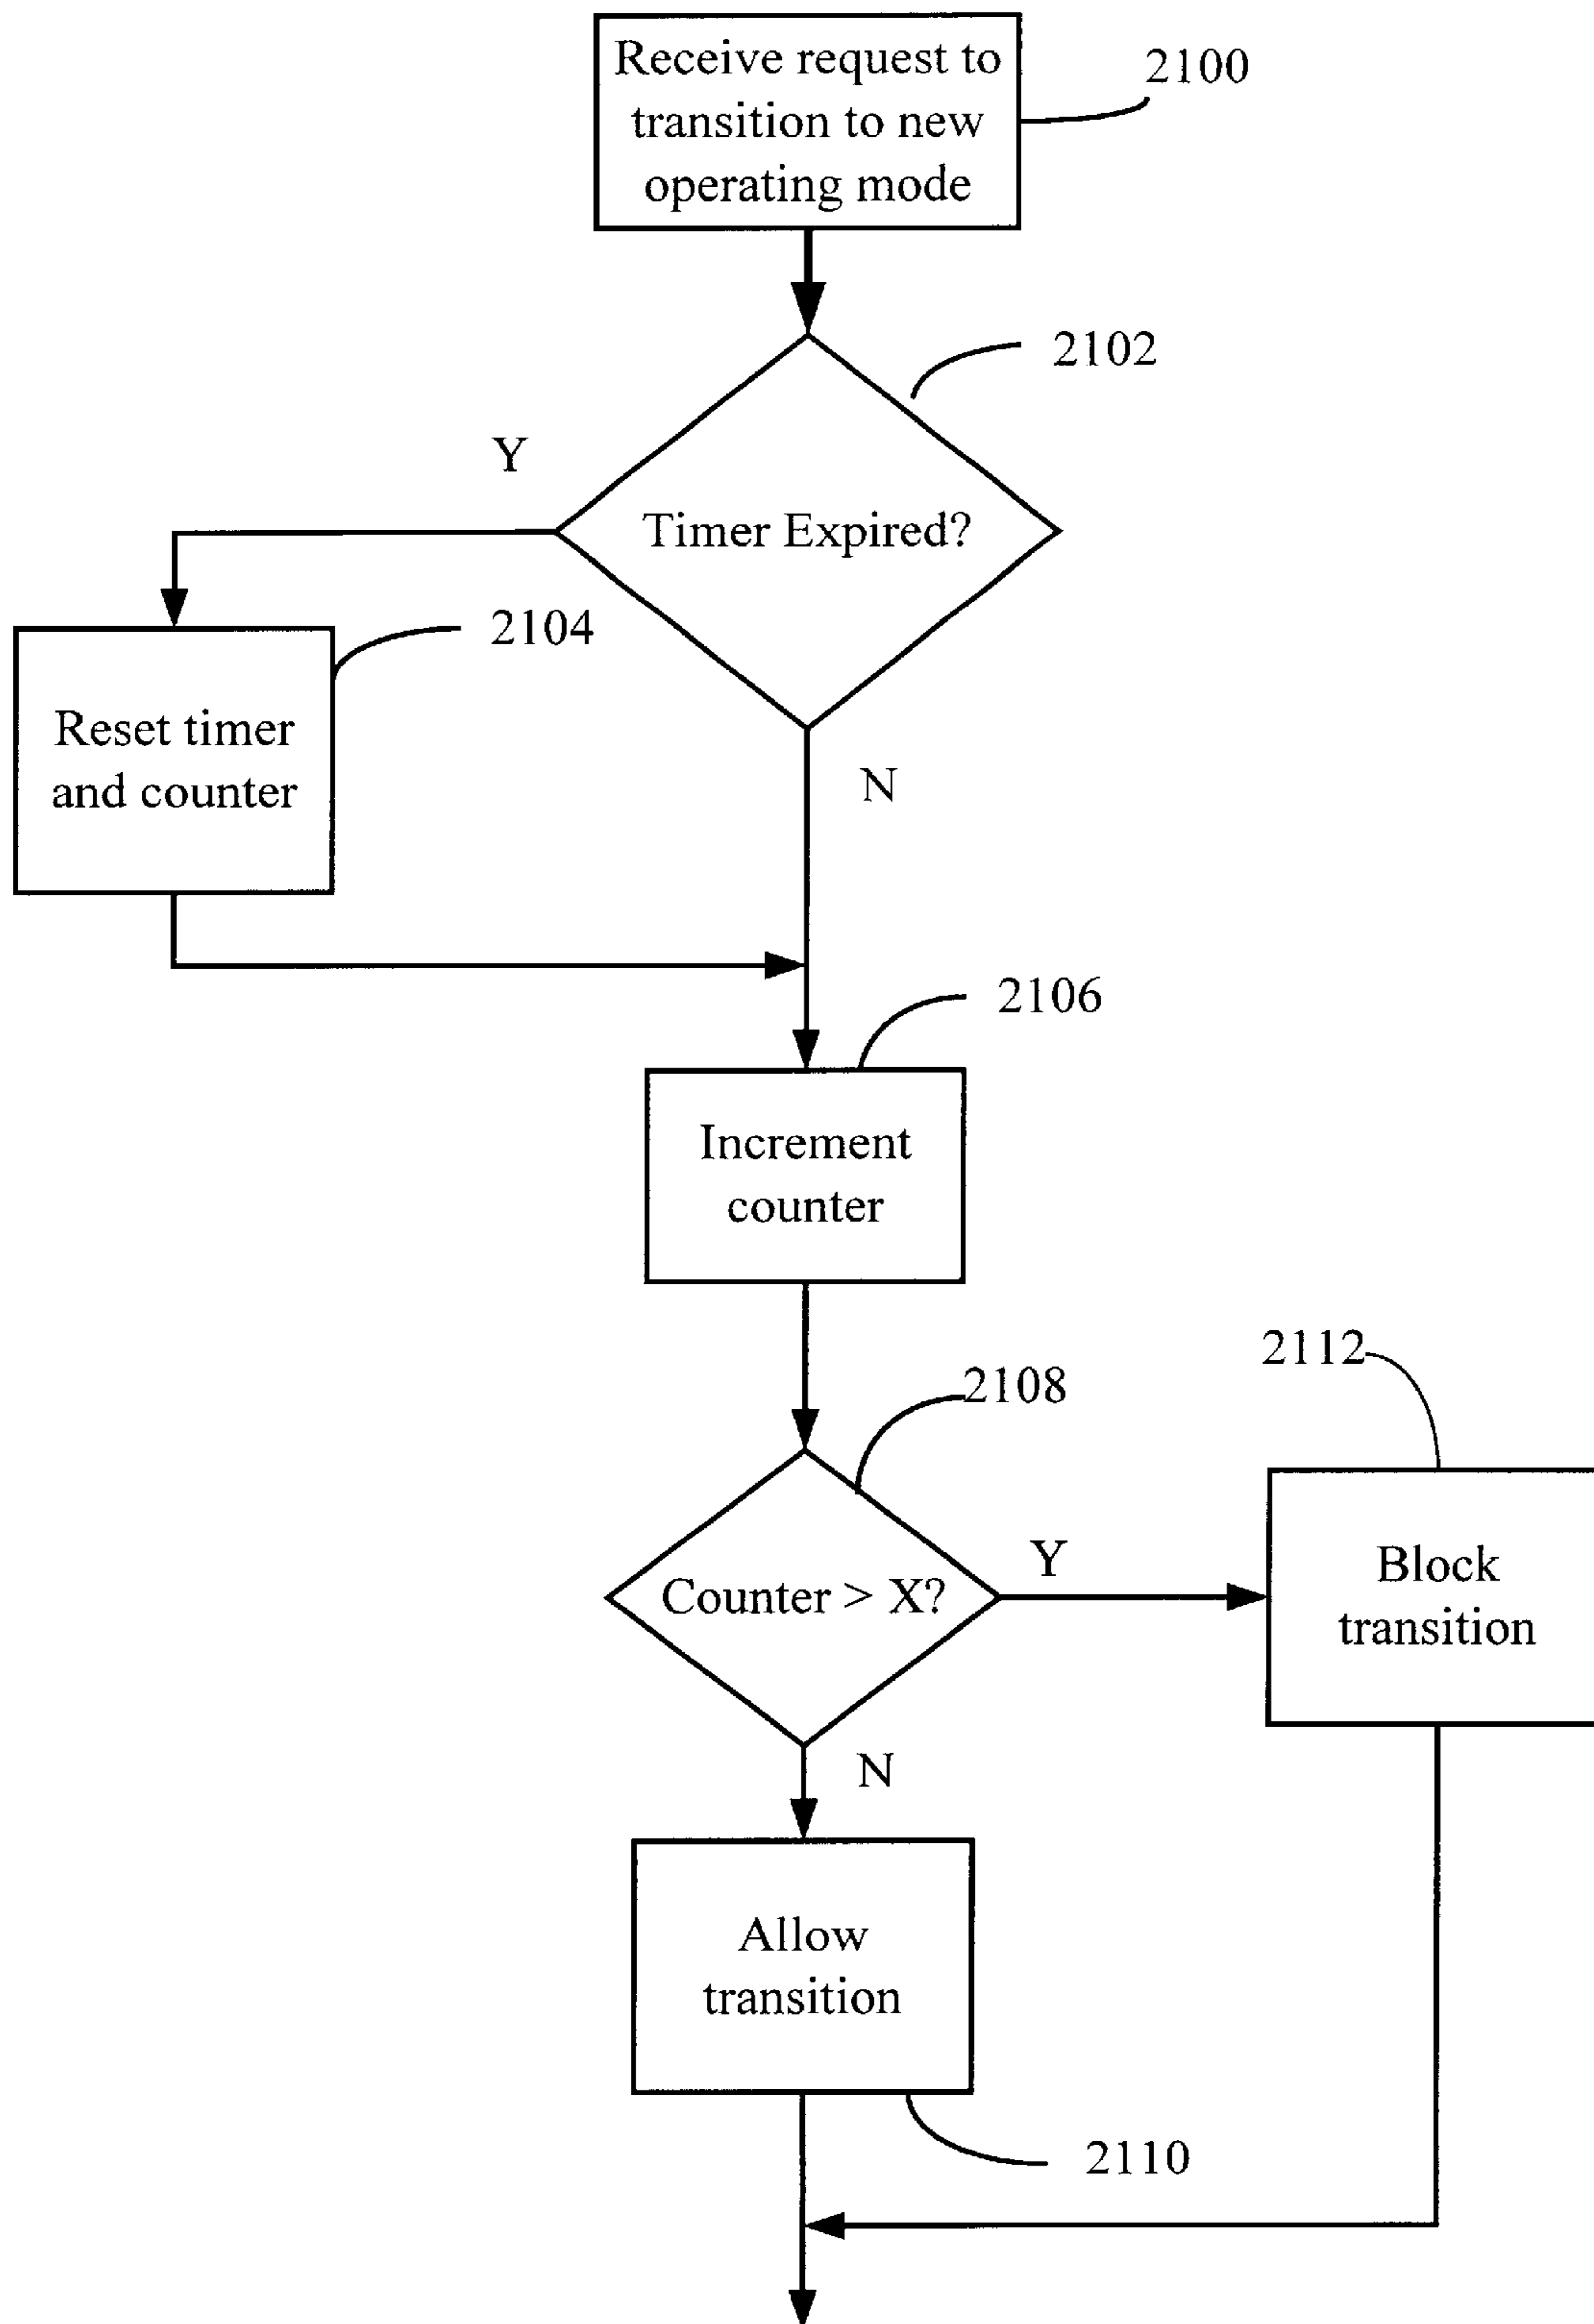 Receive request to
transition to new
operating mode
2100
2102
Y
Timer Expired?
2104
Reset timer
and counter
N
2106
Increment
counter
2108
2112
Y
Counter > X?
Block
transition
N
Allow
transition
2110